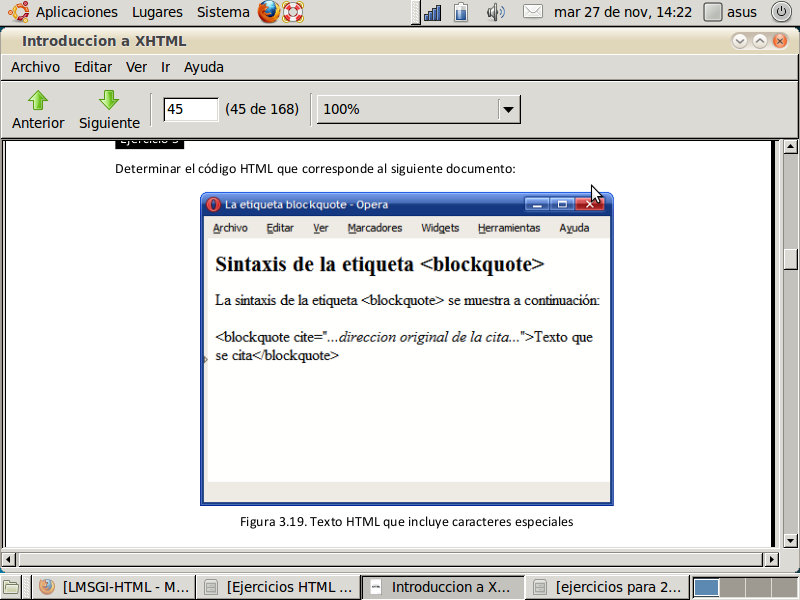 Aplicaciones Lugares Sistema mar 27 de nov, 14:22 asus
Introduccion a XHTML
Archivo Editar Ver Ir Ayuda
Anterior Siguiente 45 (45 de 168) 100%
Ejercicio
Determinar el código HTML que corresponde al siguiente documento:
La etiqueta blockquote - Opera
Archivo Editar Ver Marcadores Widgets Herramientas Ayuda
Sintaxis de la etiqueta <blockquote>
La sintaxis de la etiqueta <blockquote> se muestra a continuación:
<blockquote cite="...direccion original de la cita...">Texto que
se cita</blockquote>
Figura 3.19. Texto HTML que incluye caracteres especiales
[LMSGI-HTML - M... [Ejercicios HTML ... Introduccion a X... [ejercicios para 2...